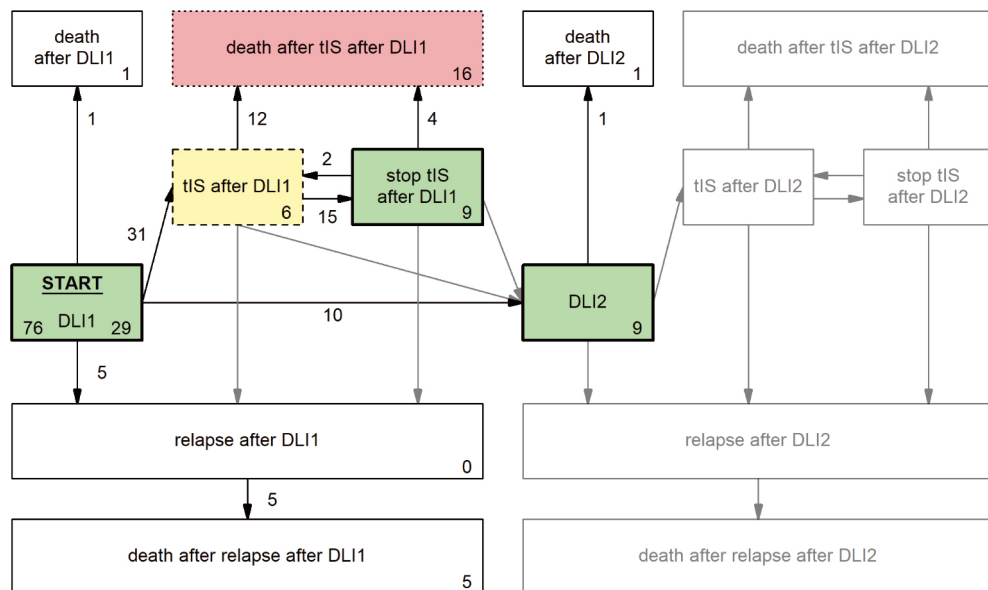 death
after DLI1
1
death after tIS after DLI1
16
death
after DLI2
1
death after tIS after DLI2
1
12
4
1
tIS after DLI1
6
2
15
stop tIS
after DLI1
9
tIS after DLI2
stop tIS
after DLI2
31
START
76 DLI1 29
10
DLI2
9
5
relapse after DLI1
0
relapse after DLI2
5
death after relapse after DLI1
5
death after relapse after DLI2